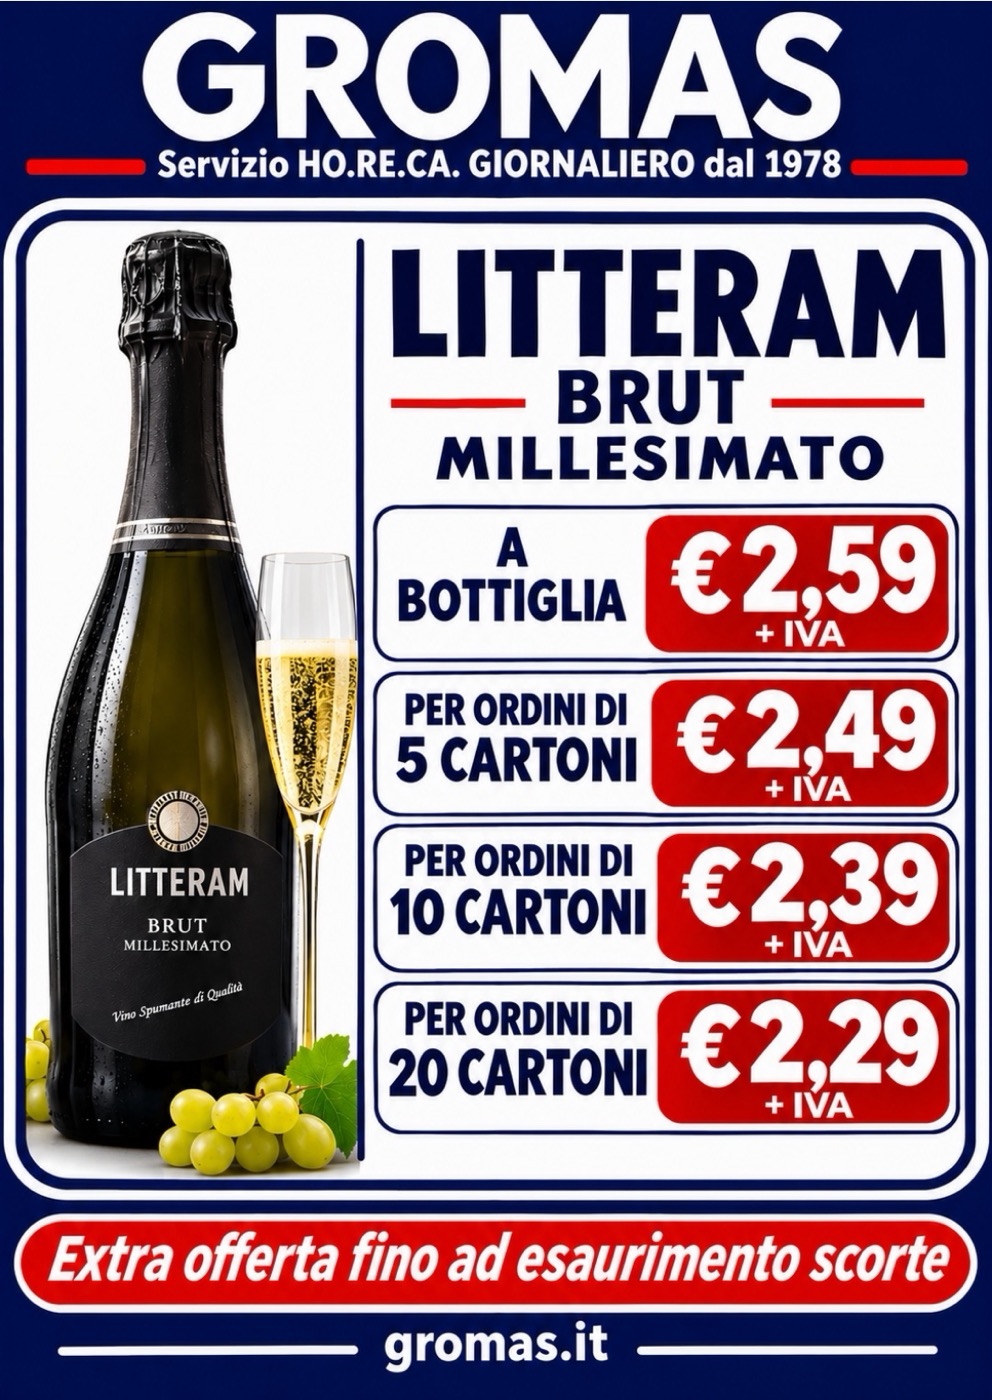 GROMAS
Servizio HO.RE.CA. GIORNALIERO dal 1978
LITTERAM
BRUT
MILLESIMATO
A
BOTTIGLIA
€2,59
+ IVA
PER ORDINI DI
5 CARTONI
€2,49
+ IVA
PER ORDINI DI
10 CARTONI
€2,39
+ IVA
PER ORDINI DI
20 CARTONI
€2,29
+ IVA
LITTERAM
BRUT
MILLESIMATO
Vino Spumante di Qualità
Extra offerta fino ad esaurimento scorte
gromas.it